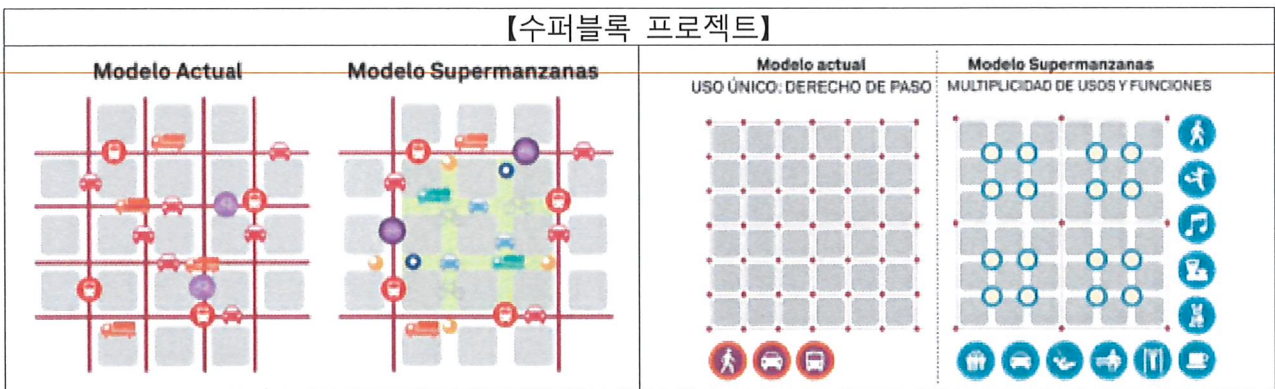 【수퍼블록 프로젝트】
Modelo Actual
Modelo Supermanzanas
Modelo actual
USO ÚNICO: DERECHO DE PASO
Modelo Supermanzanas
MULTIPLICIDAD DE USOS Y FUNCIONES